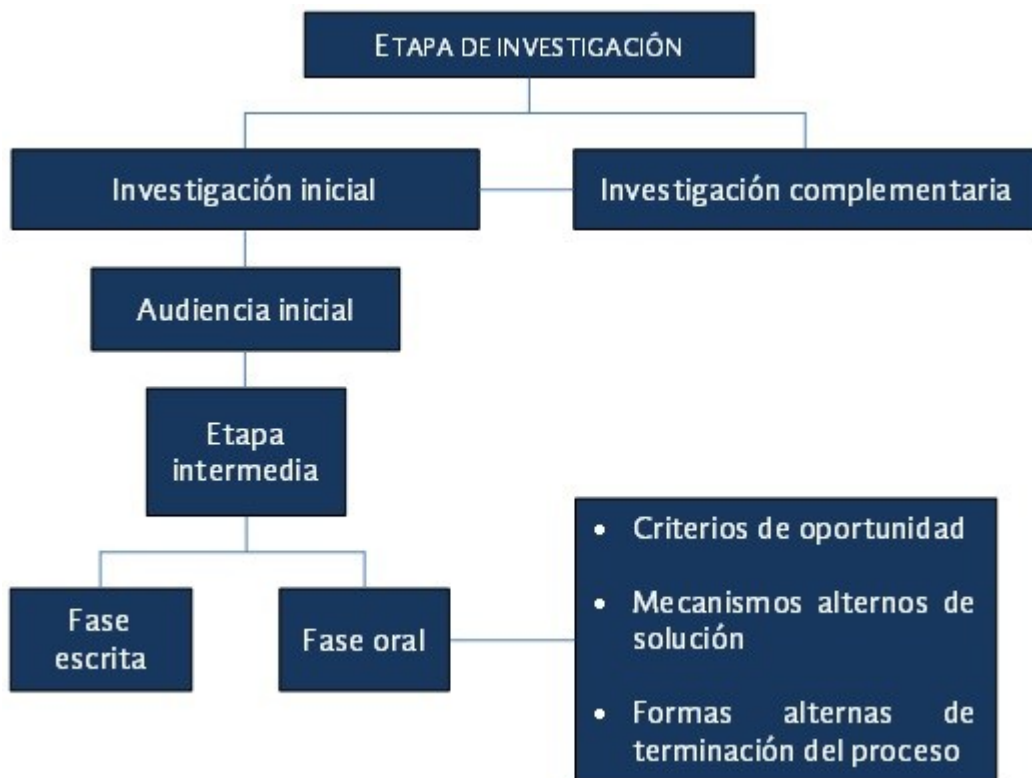 ETAPA DE INVESTIGACIÓN
Investigación inicial
Investigación complementaria
Audiencia inicial
Etapa
intermedia
Fase
escrita
Fase oral
• Criterios de oportunidad
• Mecanismos alternos de
solución
• Formas alternas de
terminación del proceso